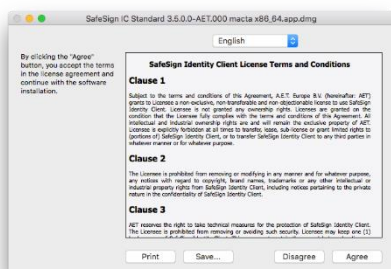 SafeSign IC Standard 3.5.0.0-AET.000 macta x86_64.app.dmg
English
By clicking the "Agree"
button, you accept the terms
in the license agreement and
continue with the software
installation.
SafeSign Identity Client License Terms and Conditions
Clause 1
Subject to the terms and conditions of this Agreement, A.E.T. Europe B.V. (hereinafter: AET)
grants to Licensee a non-exclusive, non-transferable and non-objectionable license to use SafeSign
Identity Client. Licensee is not granted any ownership rights. Licenses are granted on the
condition that the Licensee fully complies with the terms and conditions of this Agreement. All
intellectual and industrial ownership rights are and will remain the exclusive property of AET.
Licensee is explicitly forbidden at all times to transfer, lease, sub-license or grant limited rights to
(portions of) SafeSign Identity Client, or to transfer SafeSign Identity Client to any third parties in
whatever manner or for whatever purpose.
Clause 2
The Licensee is prohibited from removing or modifying in any manner and for whatever purpose,
any notices with regard to copyright, brand names, trademarks or any other intellectual or
industrial property rights from SafeSign Identity Client, including notices pertaining to the private
nature in the confidentiality of SafeSign Identity Client.
Clause 3
AET reserves the right to take technical measures for the protection of SafeSign Identity Client.
The Licensee is prohibited from removing or avoiding such security. Licensee may keep one (1)
Print
Save...
Disagree
Agree